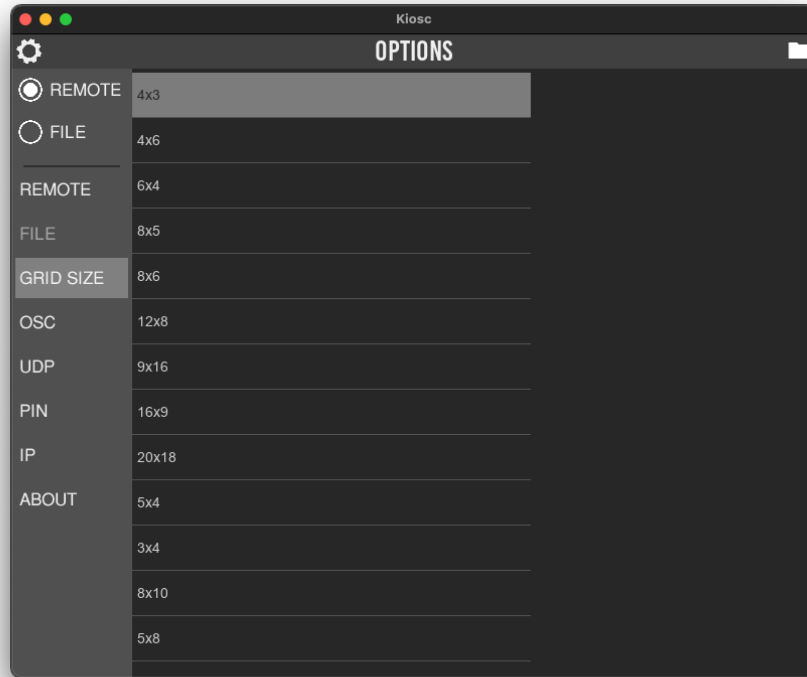 Kiosc
OPTIONS
REMOTE
FILE
REMOTE
FILE
GRID SIZE
OSC
UDP
PIN
IP
ABOUT
4x3
4x6
6x4
8x5
8x6
12x8
9x16
16x9
20x18
5x4
3x4
8x10
5x8